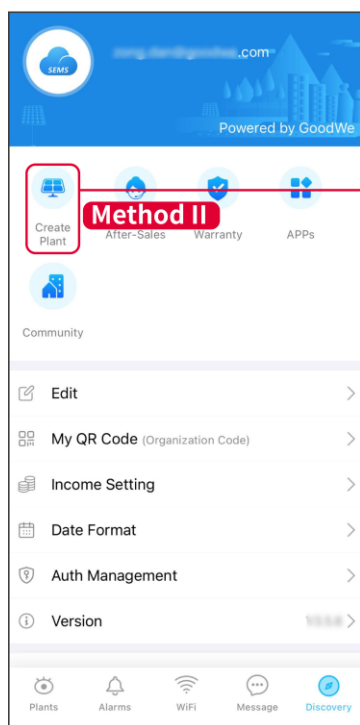 SEMS
.com
Powered by GoodWe
Create
Plant
Method II
After-Sales
Warranty
APPs
Community
Edit
My QR Code (Organization Code)
Income Setting
Date Format
Auth Management
Version
Plants
Alarms
WiFi
Message
Discovery